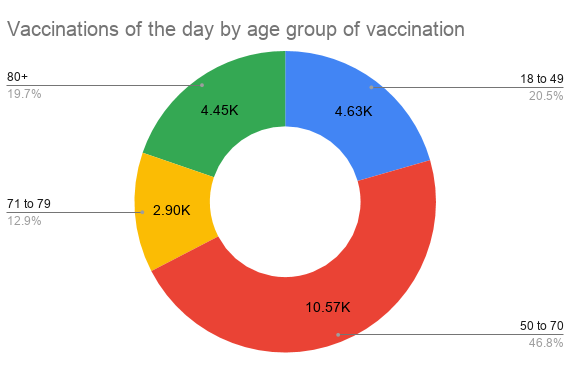 Vaccinations of the day by age group of vaccination
80+
19.7%
18 to 49
20.5%
4.45K
4.63K
71 to 79
12.9%
2.90K
10.57K
50 to 70
46.8%